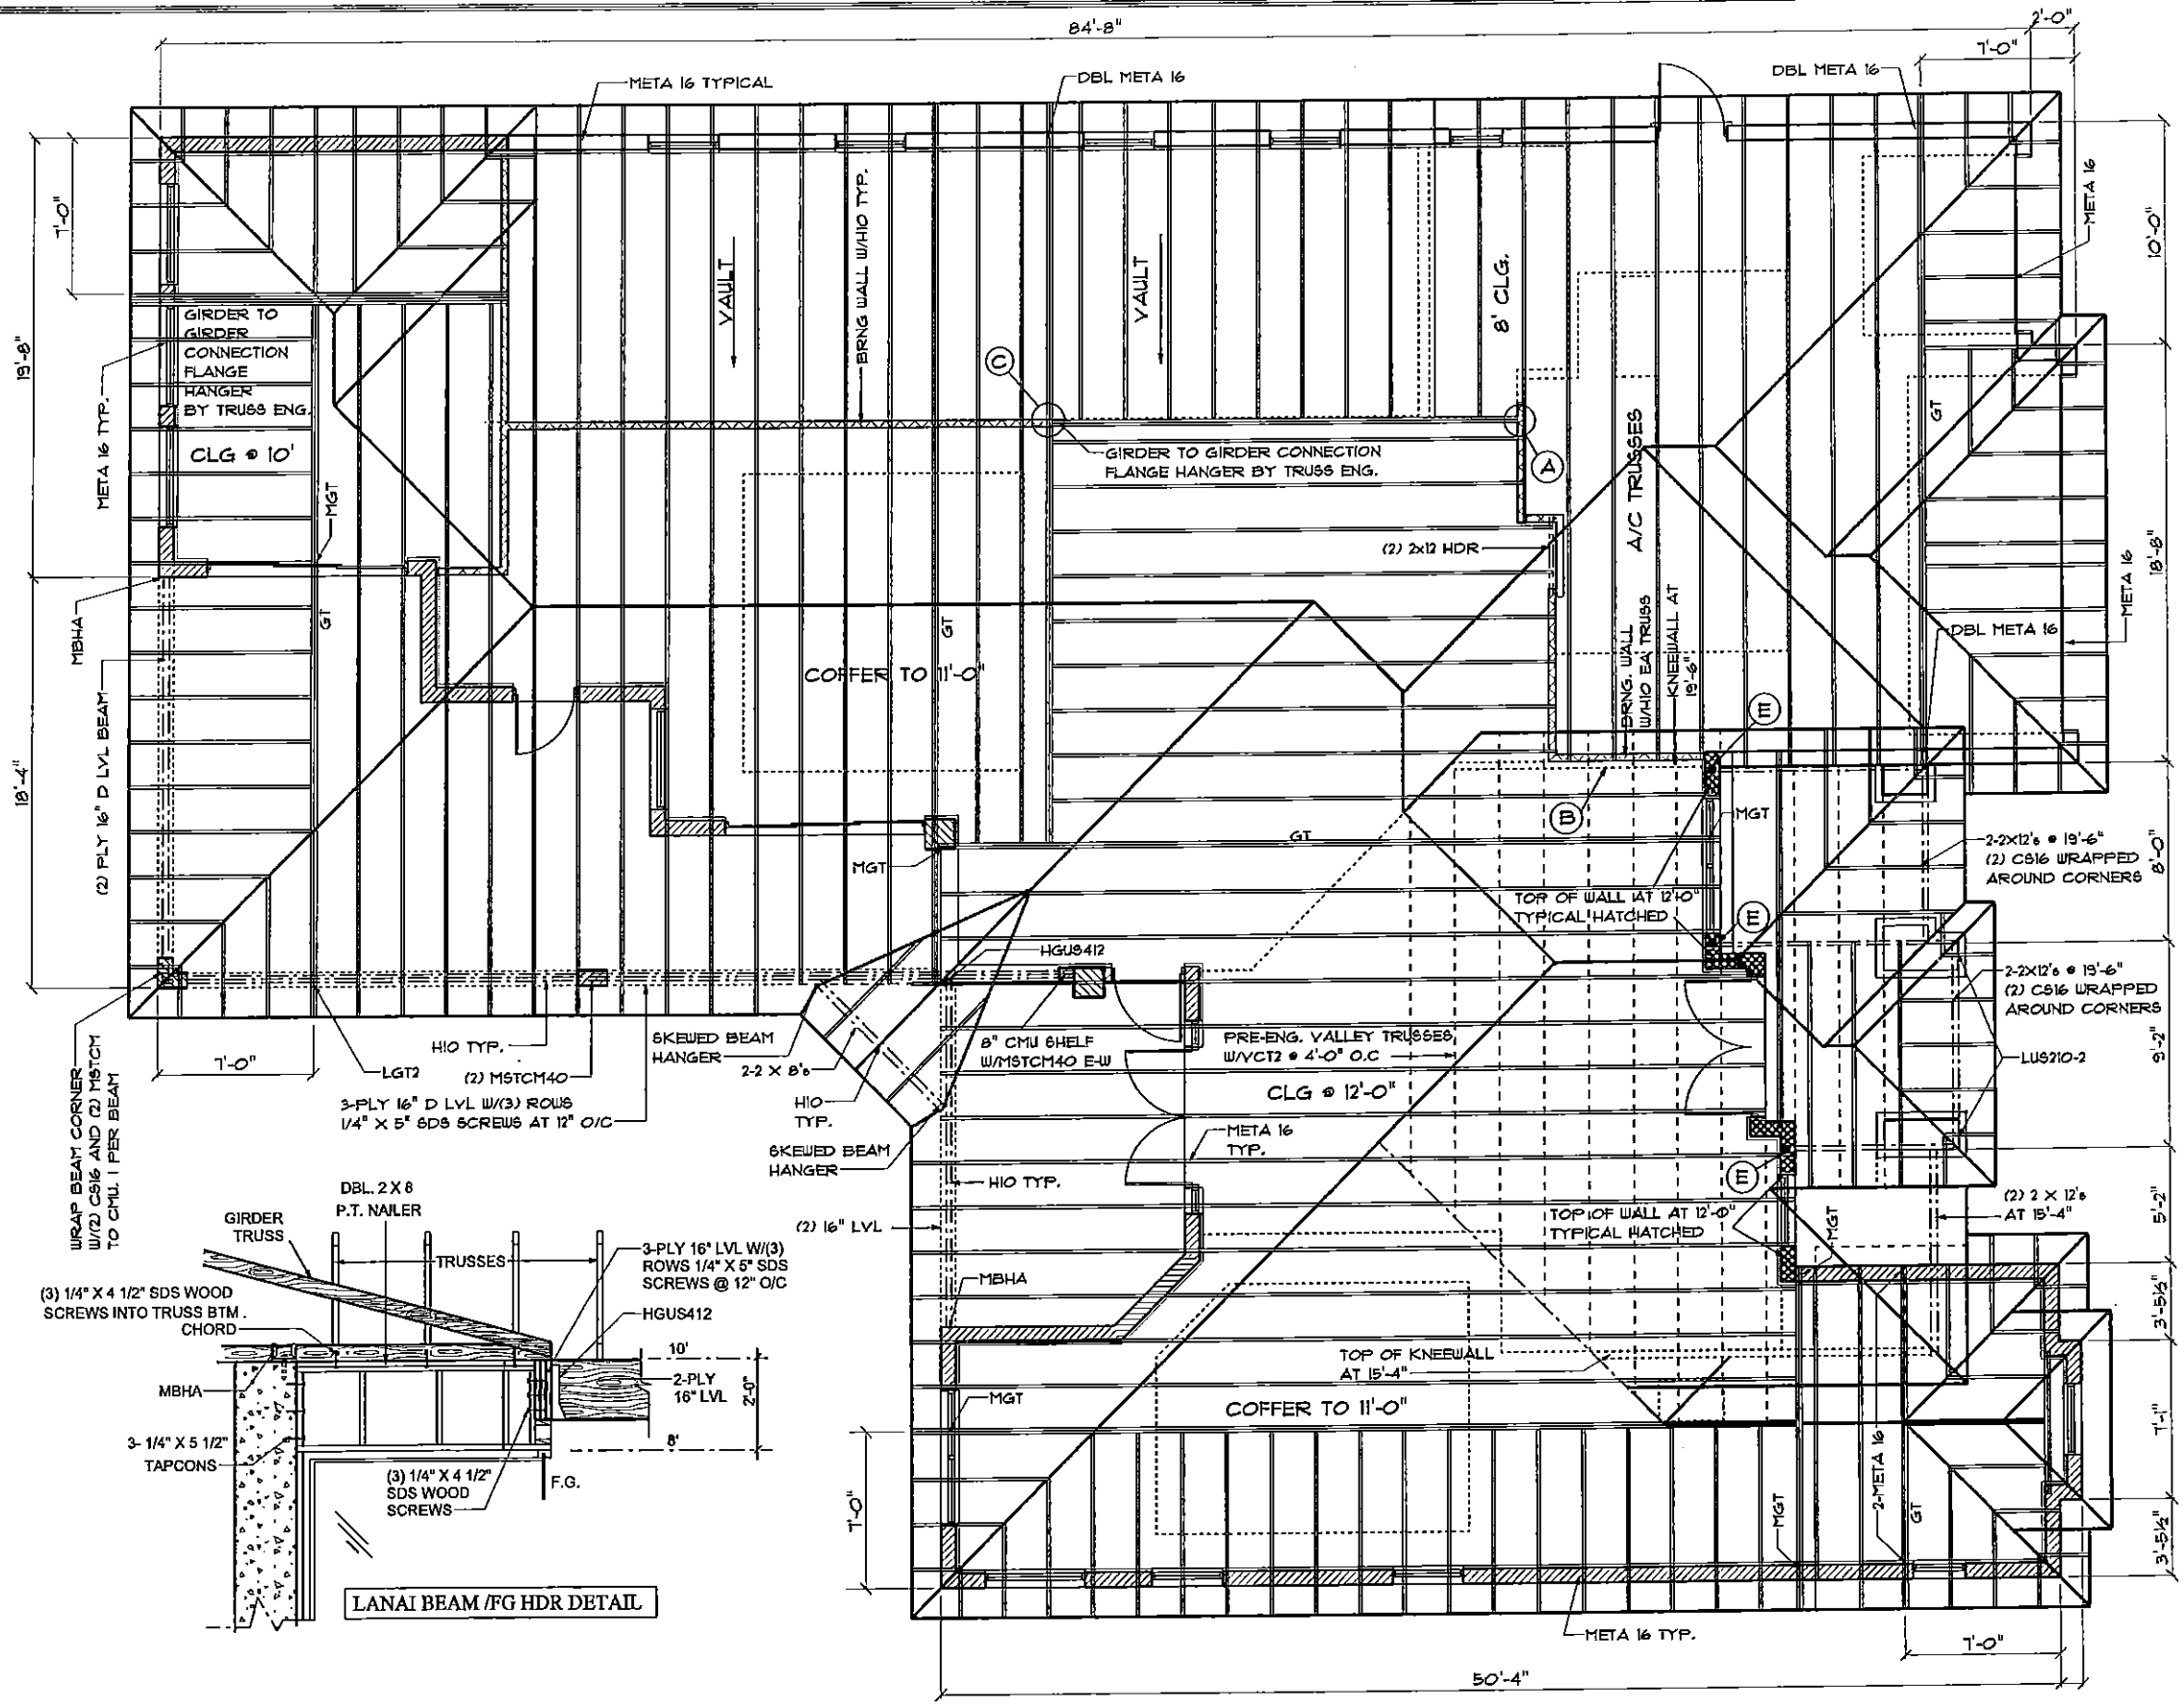 84'-8"
2'-0"
7'-0"
META 16 TYPICAL
DBL META 16
DBL META 16
META 16
10'-0"
7'-0"
19'-8"
VAULT
BRNG WALL W/H10 TYP.
VAULT
8' CLG.
GIRDER TO
GIRDER
CONNECTION
FLANGE
HANGER
BY TRUSS ENG.
META 16 TYP.
CLG @ 10'
C
A
GT
GIRDER TO GIRDER CONNECTION
FLANGE HANGER BY TRUSS ENG.
A/C TRUSSES
MGT
(2) 2x12 HDR
18'-8"
META 16
GT
MBHA
GT
DBL META 16
BRNG. WALL
W/H10 EA TRUSS
KNEEWALL AT
19'-6"
COFFER TO 11'-0"
E
(2) PLY 16" D LVL BEAM
18'-4"
B
GT
MGT
MGT
2-2X12's @ 19'-6"
(2) CS16 WRAPPED
AROUND CORNERS
8'-0"
TOP OF WALL AT 12'-0"
TYPICAL HATCHED
E
HGUS412
2-2X12's @ 19'-6"
(2) CS16 WRAPPED
AROUND CORNERS
9'-2"
LUS210-2
WRAP BEAM CORNER
W/(2) CS16 AND (2) MSTCM
TO CMU. 1 PER BEAM
7'-0"
H10 TYP.
LGT2
(2) MSTCM40
3-PLY 16" D LVL W/(3) ROWS
1/4" X 5" SDS SCREWS AT 12" O/C
SKEWED BEAM
HANGER
2-2 X 8's
H10
TYP.
SKEWED BEAM
HANGER
8" CMU SHELF
W/MSTCM40 E-W
PRE-ENG. VALLEY TRUSSES
W/VCT2 @ 4'-0" O.C
CLG @ 12'-0"
META 16
TYP.
H10 TYP.
(2) 16" LVL
E
(2) 2 X 12's
AT 15'-4"
5'-2"
TOP OF WALL AT 12'-0"
TYPICAL HATCHED
MGT
MBHA
3'-5½"
TOP OF KNEEWALL
AT 15'-4"
MGT
COFFER TO 11'-0"
7'-1"
7'-0"
MGT
2-META 16
GT
3'-5½"
META 16 TYP.
7'-0"
50'-4"
DBL. 2 X 8
P.T. NAILER
GIRDER
TRUSS
TRUSSES
3-PLY 16" LVL W/(3)
ROWS 1/4" X 5" SDS
SCREWS @ 12" O/C
(3) 1/4" X 4 1/2" SDS WOOD
SCREWS INTO TRUSS BTM.
CHORD
HGUS412
10'
MBHA
2-PLY
16" LVL
2'-0"
3- 1/4" X 5 1/2"
TAPCONS
8'
(3) 1/4" X 4 1/2"
SDS WOOD
SCREWS
F.G.
LANAI BEAM /FG HDR DETAIL